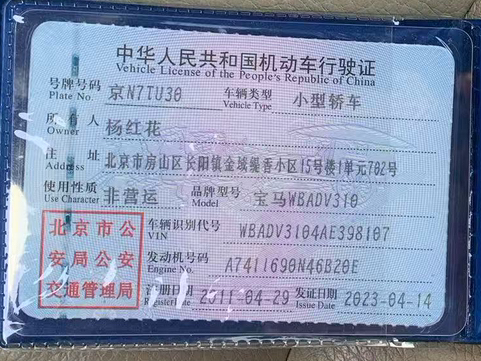 中华人民共和国机动车行驶证
Vehicle License of the People's Republic of China
号牌号码 Plate No. 京N7TU30 车辆类型 Vehicle Type 小型轿车
所有人 Owner 杨红花
住址 Address 北京市房山区长阳镇金域缇香小区15号楼1单元702号
使用性质 Use Character 非营运 品牌型号 Model 宝马WBADV310
北京市公安局公安交通管理局
车辆识别代号 VIN WBADV3104AE398107
发动机号码 Engine No. A7411690N46B20E
注册日期 Register Date 2011-04-29 发证日期 Issue Date 2023-04-14